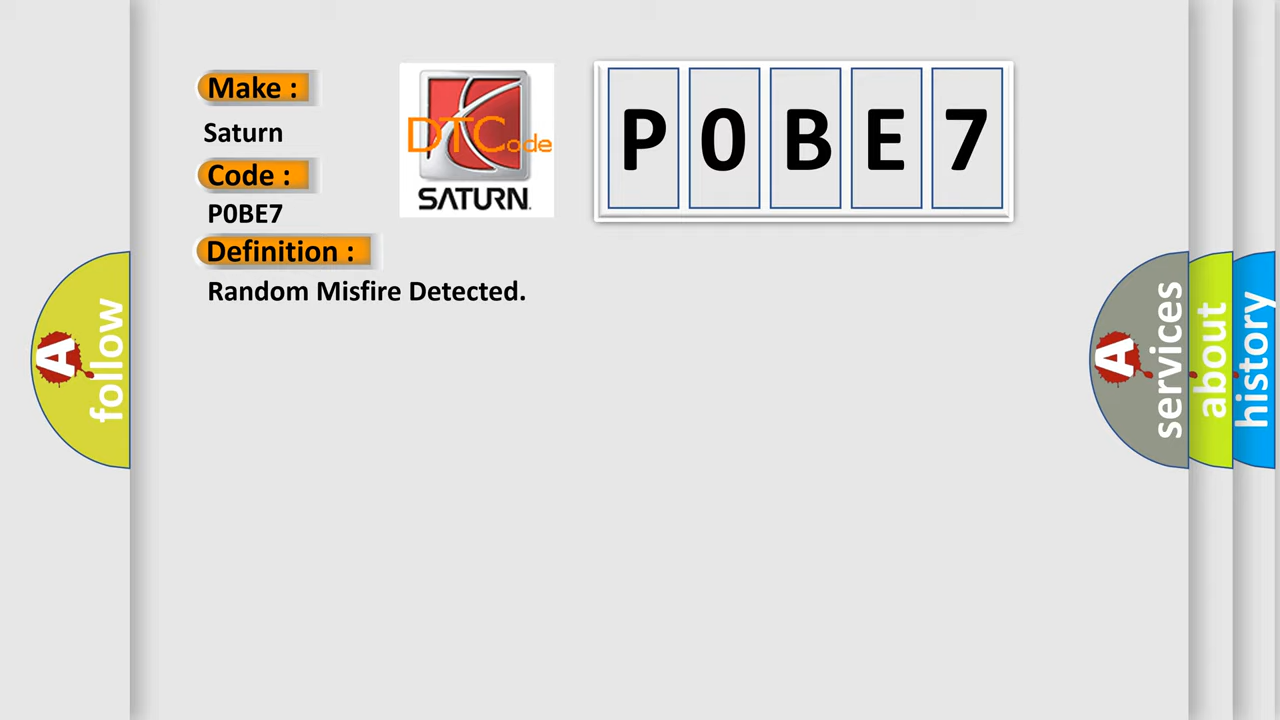 Make :
Saturn
Code :
P0BE7
Definition :
Random Misfire Detected.
DTCode
SATURN
P 0 B E 7
A follow
A services
about
history